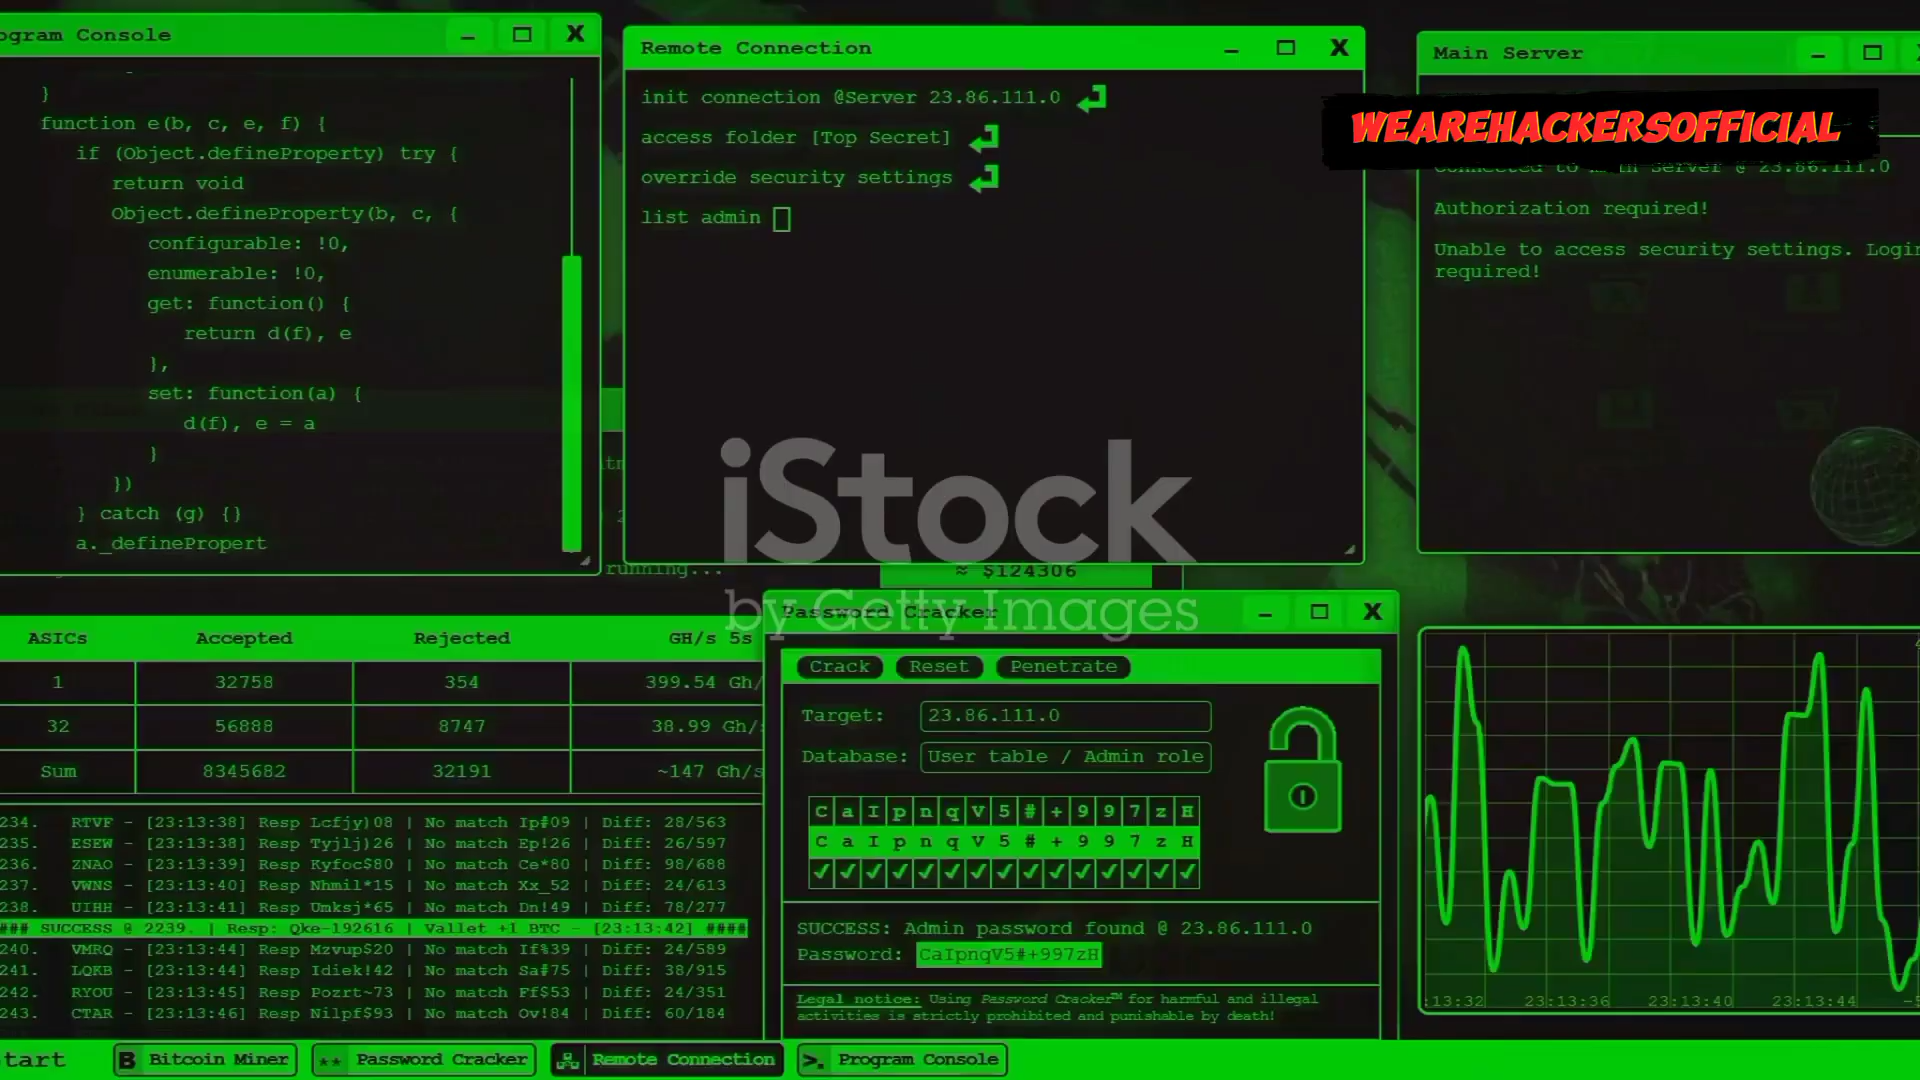 ogram Console
}
function e(b, c, e, f) {
if (Object.defineProperty) try {
return void
Object.defineProperty(b, c, {
configurable: !0,
enumerable: !0,
get: function() {
return d(f), e
},
set: function(a) {
d(f), e = a
}
})
} catch (g) {}
a._definePropert
Remote Connection
init connection @Server 23.86.111.0
access folder [Top Secret]
override security settings
list admin
Main Server
WEAREHACKERSOFFICIAL
Connected to Main Server @ 23.86.111.0
Authorization required!
Unable to access security settings. Login
required!
iStock
by Getty Images
running...
≈ $124306
ASICs Accepted Rejected GH/s 5s
1 32758 354 399.54 Gh/
32 56888 8747 38.99 Gh/s
Sum 8345682 32191 ~147 Gh/s
234. RTVF - [23:13:38] Resp Lcfjy)08 | No match Ip#09 | Diff: 28/563
235. ESEW - [23:13:38] Resp Tyjlj)26 | No match Ep!26 | Diff: 26/597
236. ZNAO - [23:13:39] Resp Kyfoc$80 | No match Ce*80 | Diff: 98/688
237. VWNS - [23:13:40] Resp Nhmil*15 | No match Xx_52 | Diff: 24/613
238. UIHH - [23:13:41] Resp Umksj*65 | No match Dn!49 | Diff: 78/277
### SUCCESS @ 2239. | Resp: Qke-192616 | Vallet +1 BTC - [23:13:42] ####
240. VMRQ - [23:13:44] Resp Mzvup$20 | No match If%39 | Diff: 24/589
241. LQKB - [23:13:44] Resp Idiek!42 | No match Sa#75 | Diff: 38/915
242. RYOU - [23:13:45] Resp Pozrt~73 | No match Ff$53 | Diff: 24/351
243. CTAR - [23:13:46] Resp Nilpf$93 | No match Ov!84 | Diff: 60/184
Password Cracker
Crack Reset Penetrate
Target: 23.86.111.0
Database: User table / Admin role
C a I p n q V 5 # + 9 9 7 z H
C a I p n q V 5 # + 9 9 7 z H
SUCCESS: Admin password found @ 23.86.111.0
Password: CaIpnqV5#+997zH
Legal notice: Using Password Cracker™ for harmful and illegal
activities is strictly prohibited and punishable by death!
:13:32 23:13:36 23:13:40 23:13:44
tart Bitcoin Miner Password Cracker Remote Connection Program Console